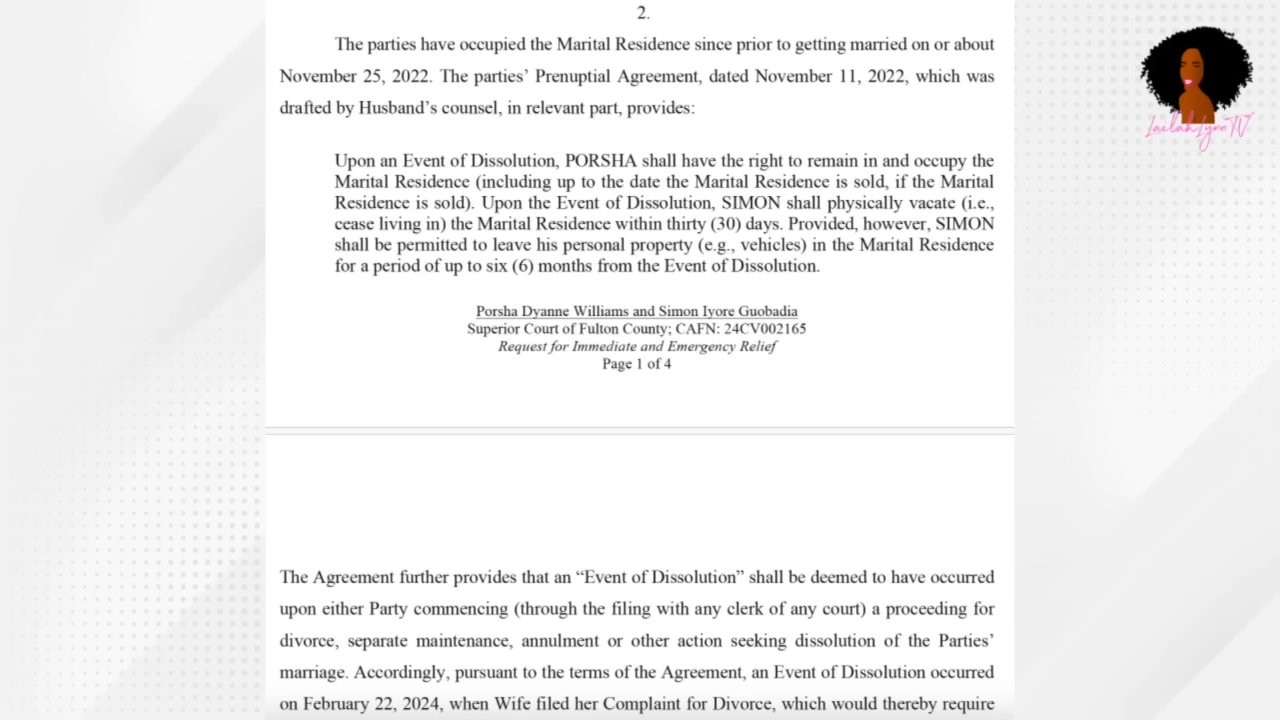 2.
The parties have occupied the Marital Residence since prior to getting married on or about
November 25, 2022. The parties’ Prenuptial Agreement, dated November 11, 2022, which was
drafted by Husband’s counsel, in relevant part, provides:
Upon an Event of Dissolution, PORSHA shall have the right to remain in and occupy the
Marital Residence (including up to the date the Marital Residence is sold, if the Marital
Residence is sold). Upon the Event of Dissolution, SIMON shall physically vacate (i.e.,
cease living in) the Marital Residence within thirty (30) days. Provided, however, SIMON
shall be permitted to leave his personal property (e.g., vehicles) in the Marital Residence
for a period of up to six (6) months from the Event of Dissolution.
Porsha Dyanne Williams and Simon Iyore Guobadia
Superior Court of Fulton County; CAFN: 24CV002165
Request for Immediate and Emergency Relief
Page 1 of 4
The Agreement further provides that an “Event of Dissolution” shall be deemed to have occurred
upon either Party commencing (through the filing with any clerk of any court) a proceeding for
divorce, separate maintenance, annulment or other action seeking dissolution of the Parties’
marriage. Accordingly, pursuant to the terms of the Agreement, an Event of Dissolution occurred
on February 22, 2024, when Wife filed her Complaint for Divorce, which would thereby require
LailahLynnTV